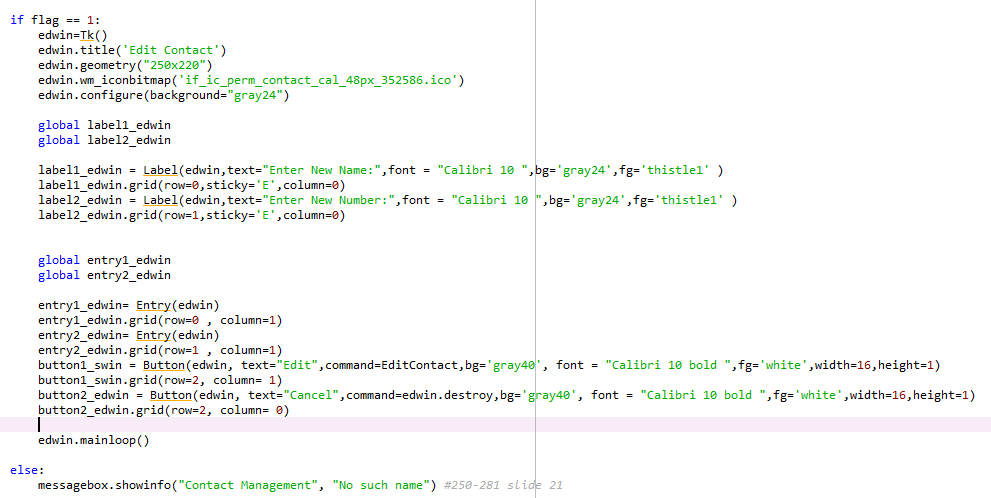 if flag == 1:
    edwin=Tk()
    edwin.title('Edit Contact')
    edwin.geometry("250x220")
    edwin.wm_iconbitmap('if_ic_perm_contact_cal_48px_352586.ico')
    edwin.configure(background="gray24")

    global label1_edwin
    global label2_edwin

    label1_edwin = Label(edwin,text="Enter New Name:",font = "Calibri 10 ",bg='gray24',fg='thistle1' )
    label1_edwin.grid(row=0,sticky='E',column=0)
    label2_edwin = Label(edwin,text="Enter New Number:",font = "Calibri 10 ",bg='gray24',fg='thistle1' )
    label2_edwin.grid(row=1,sticky='E',column=0)


    global entry1_edwin
    global entry2_edwin

    entry1_edwin= Entry(edwin)
    entry1_edwin.grid(row=0 , column=1)
    entry2_edwin= Entry(edwin)
    entry2_edwin.grid(row=1 , column=1)
    button1_swin = Button(edwin, text="Edit",command=EditContact,bg='gray40', font = "Calibri 10 bold ",fg='white',width=16,height=1)
    button1_swin.grid(row=2, column= 1)
    button2_edwin = Button(edwin, text="Cancel",command=edwin.destroy,bg='gray40', font = "Calibri 10 bold ",fg='white',width=16,height=1)
    button2_edwin.grid(row=2, column= 0)

    edwin.mainloop()

else:
    messagebox.showinfo("Contact Management", "No such name") #250-281 slide 21